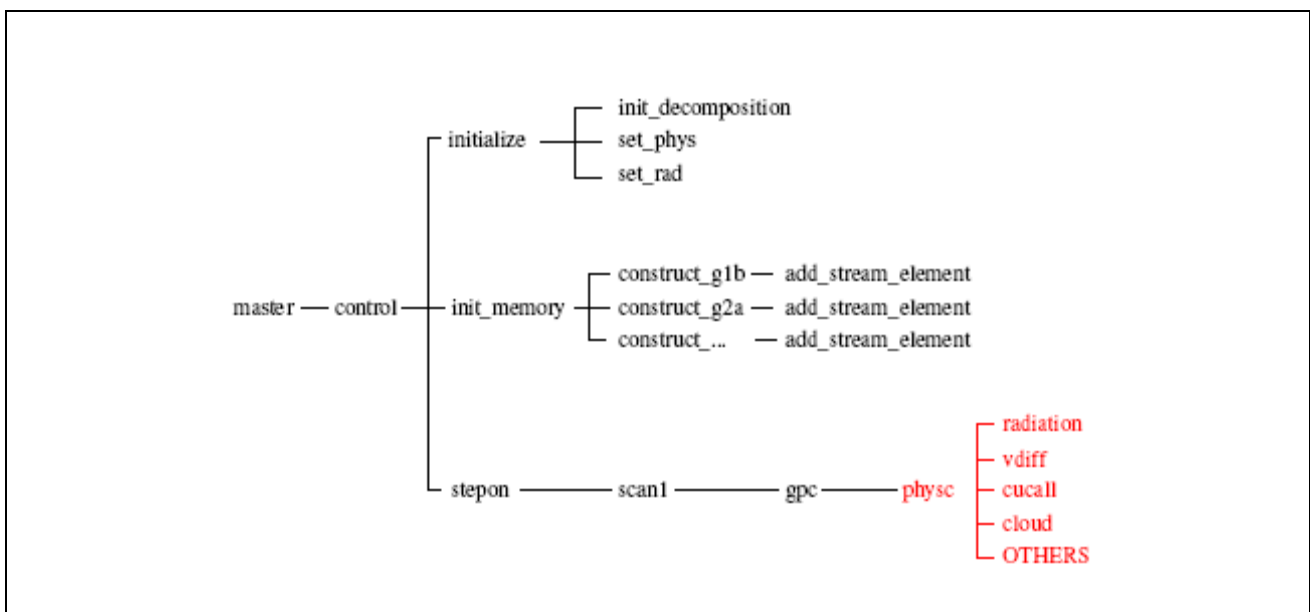 init_decomposition
initialize
set_phys
set_rad
construct_g1b add_stream_element
master control init_memory construct_g2a add_stream_element
construct_... add_stream_element
radiation
vdiff
stepon scan1 gpc physc cucall
cloud
OTHERS